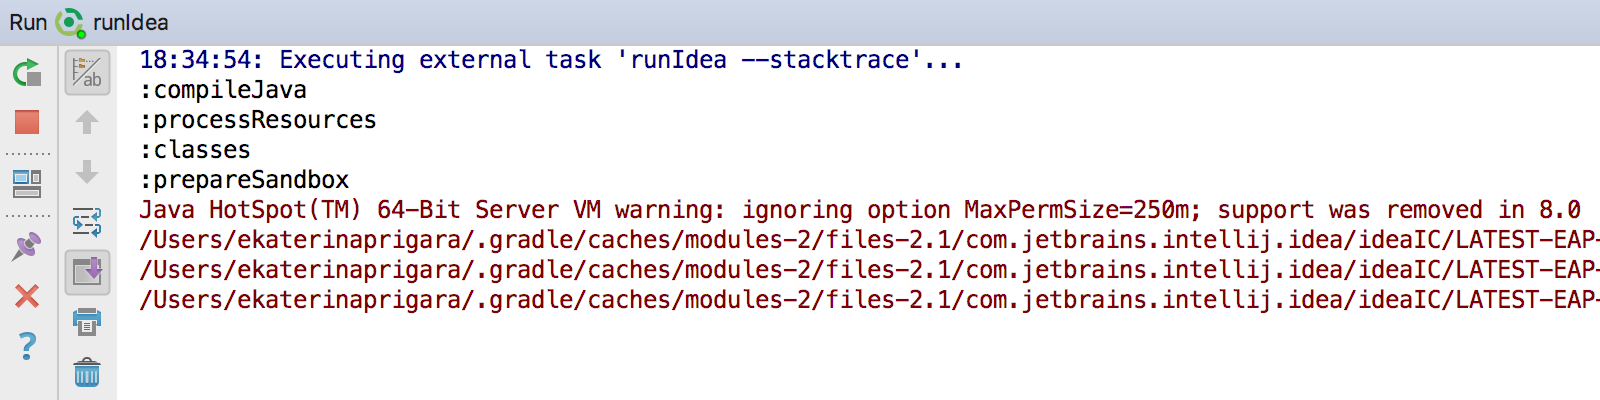 Run runIdea
18:34:54: Executing external task 'runIdea --stacktrace'...
:compileJava
:processResources
:classes
:prepareSandbox
Java HotSpot(TM) 64-Bit Server VM warning: ignoring option MaxPermSize=250m; support was removed in 8.0
/Users/ekaterinaprigara/.gradle/caches/modules-2/files-2.1/com.jetbrains.intellij.idea/ideaIC/LATEST-EAP-
/Users/ekaterinaprigara/.gradle/caches/modules-2/files-2.1/com.jetbrains.intellij.idea/ideaIC/LATEST-EAP-
/Users/ekaterinaprigara/.gradle/caches/modules-2/files-2.1/com.jetbrains.intellij.idea/ideaIC/LATEST-EAP-